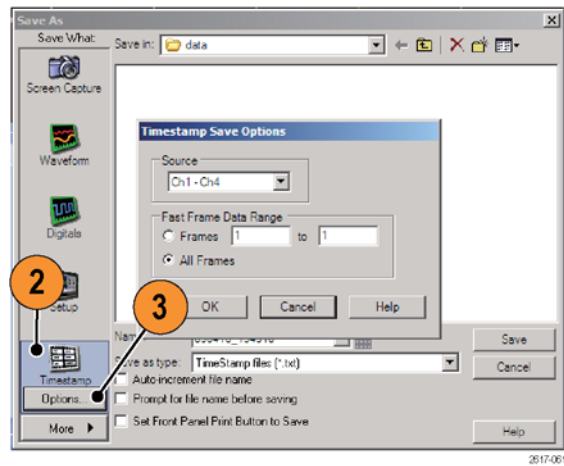 Save As
Save What:
Save in: data
Screen Capture
Waveform
Digitals
Setup
Timestamp
Options...
More
Timestamp Save Options
Source
Ch1 - Ch4
Fast Frame Data Range
Frames 1 to 1
All Frames
OK Cancel Help
2
3
Save
Save as type: TimeStamp files (*.txt)
Cancel
Auto-increment file name
Prompt for file name before saving
Set Front Panel Print Button to Save
Help